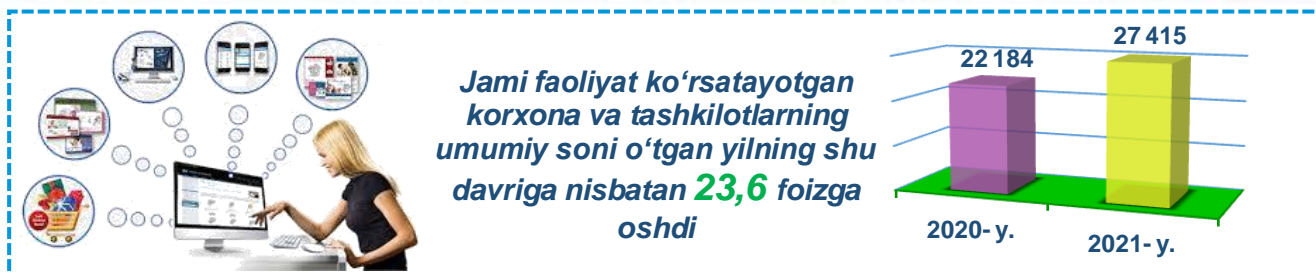 Jami faoliyat ko‘rsatayotgan
korxona va tashkilotlarning
umumiy soni o‘tgan yilning shu
davriga nisbatan 23,6 foizga
oshdi
22 184
27 415
2020- y.
2021- y.